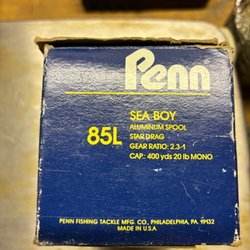 Penn
SEA BOY
85L
ALUMINUM SPOOL
STAR DRAG
GEAR RATIO: 2.3-1
CAP.: 400 yds 20 lb MONO
PENN FISHING TACKLE MFG. CO., PHILADELPHIA, PA. 19132
MADE IN U.S.A.